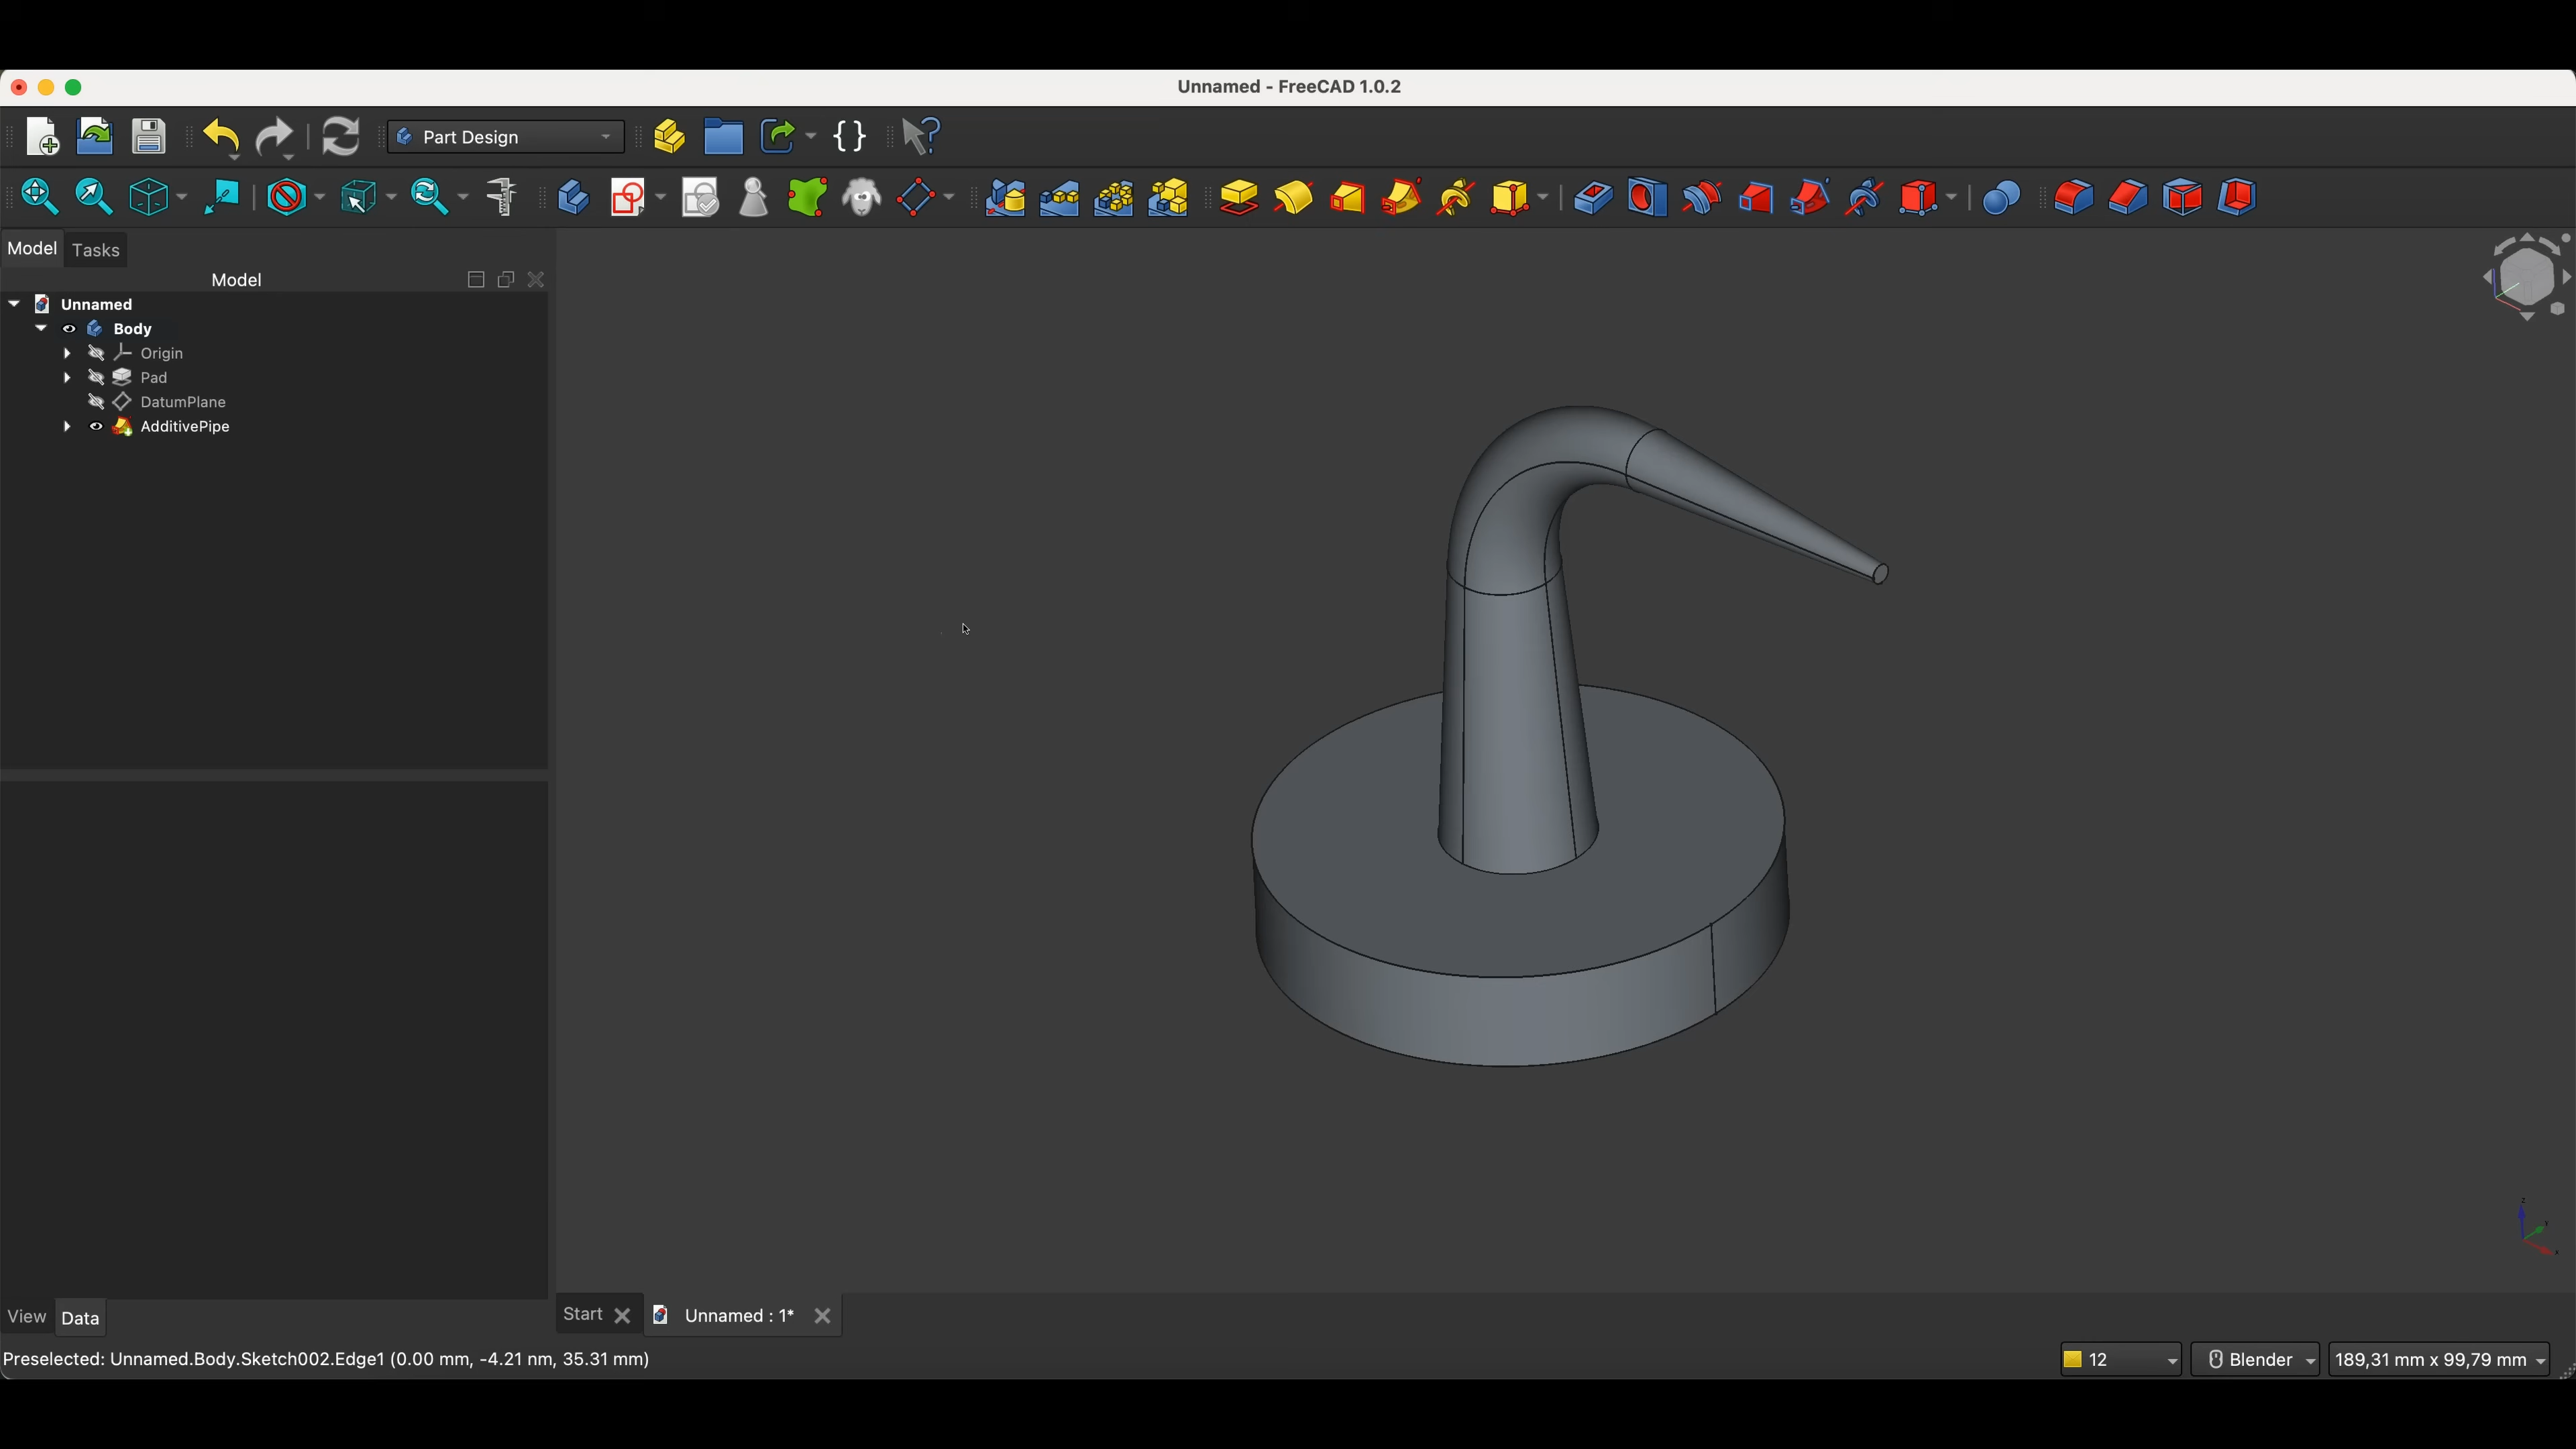 Unnamed - FreeCAD 1.0.2
Part Design
Model
Tasks
Model
Unnamed
Body
Origin
Pad
DatumPlane
AdditivePipe
View
Data
Start
Unnamed : 1*
Preselected: Unnamed.Body.Sketch002.Edge1 (0.00 mm, -4.21 nm, 35.31 mm)
12
Blender
189,31 mm x 99,79 mm